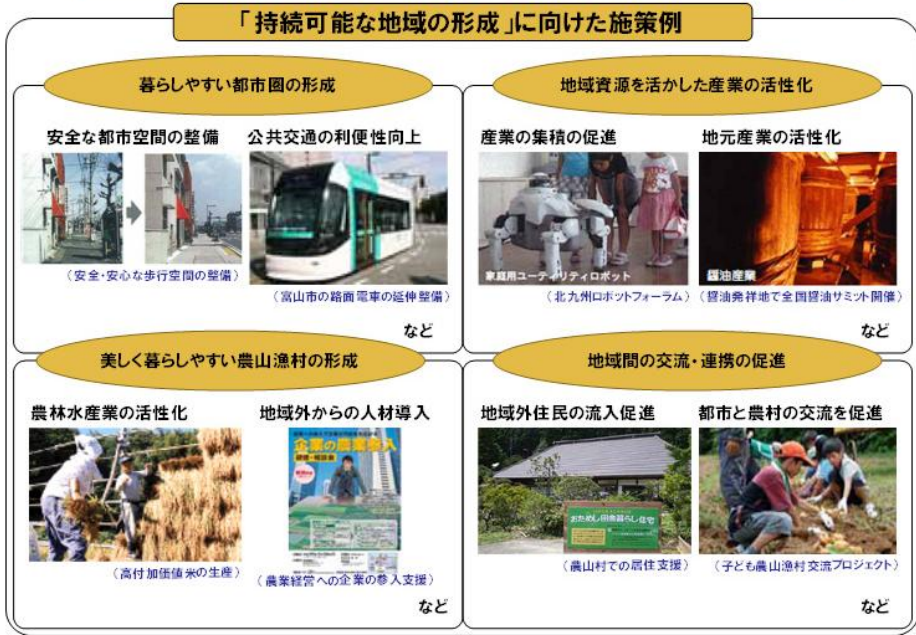 「持続可能な地域の形成」に向けた施策例
暮らしやすい都市圏の形成
安全な都市空間の整備
公共交通の利便性向上
(安全・安心な歩行空間の整備)
(富山市の路面電車の延伸整備)
など
地域資源を活かした産業の活性化
産業の集積の促進
地元産業の活性化
家庭用ユーティリティロボット
醤油産業
(北九州ロボットフォーラム)
(醤油発祥地で全国醤油サミット開催)
など
美しく暮らしやすい農山漁村の形成
農林水産業の活性化
地域外からの人材導入
企業の農業参入
(高付加価値米の生産)
(農業経営への企業の参入支援)
など
地域間の交流・連携の促進
地域外住民の流入促進
都市と農村の交流を促進
おためし田舎暮らし住宅
(農山村での居住支援)
(子ども農山漁村交流プロジェクト)
など